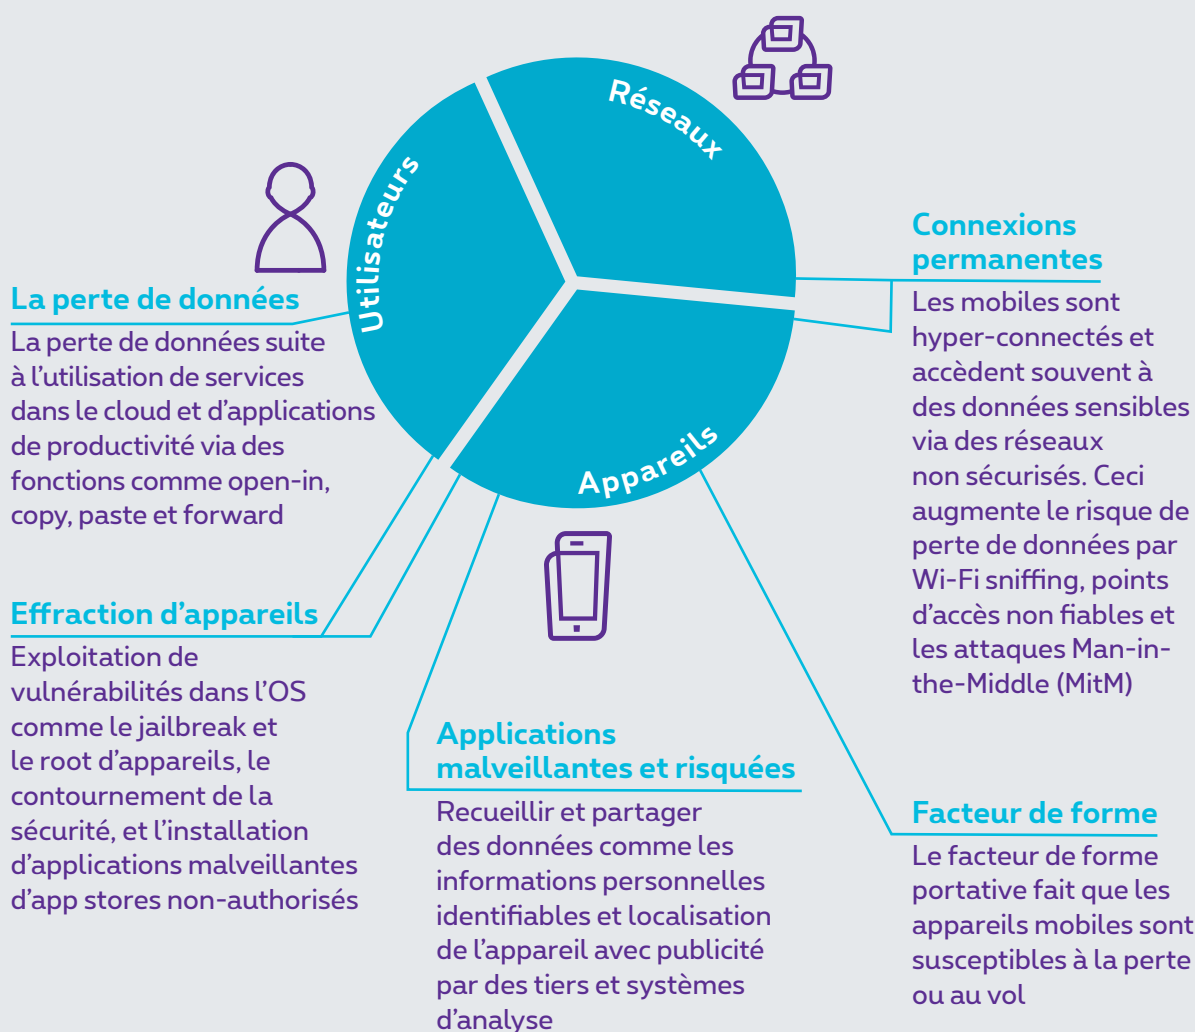 Réseaux
Utilisateurs
Appareils
La perte de données
La perte de données suite
à l’utilisation de services
dans le cloud et d’applications
de productivité via des
fonctions comme open-in,
copy, paste et forward
Effraction d’appareils
Exploitation de
vulnérabilités dans l’OS
comme le jailbreak et
le root d’appareils, le
contournement de la
sécurité, et l’installation
d’applications malveillantes
d’app stores non-authorisés
Applications
malveillantes et risquées
Recueillir et partager
des données comme les
informations personnelles
identifiables et localisation
de l’appareil avec publicité
par des tiers et systèmes
d’analyse
Connexions
permanentes
Les mobiles sont
hyper-connectés et
accèdent souvent à
des données sensibles
via des réseaux
non sécurisés. Ceci
augmente le risque de
perte de données par
Wi-Fi sniffing, points
d’accès non fiables et
les attaques Man-in-
the-Middle (MitM)
Facteur de forme
Le facteur de forme
portative fait que les
appareils mobiles sont
susceptibles à la perte
ou au vol